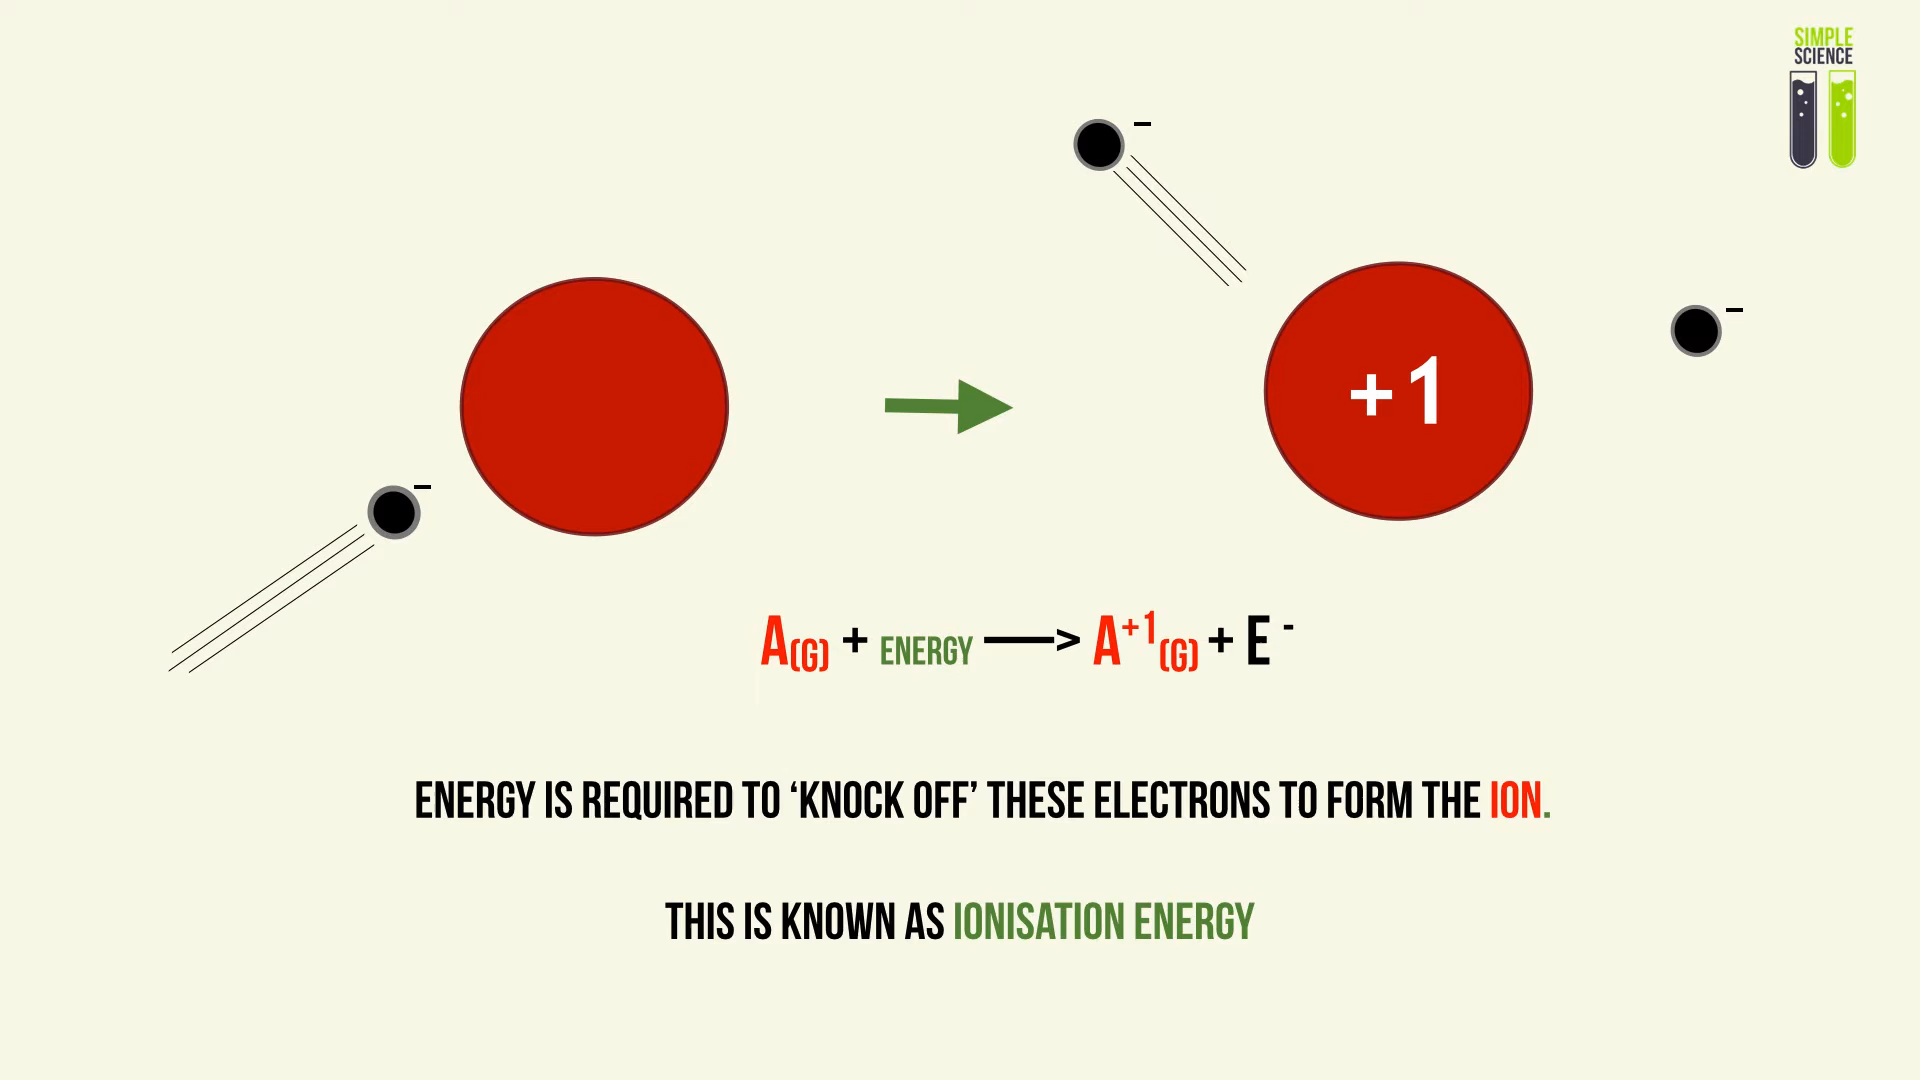 SIMPLE
SCIENCE
−
−
−
+1
A(G) + ENERGY ——> A+1(G) + E -
ENERGY IS REQUIRED TO ‘KNOCK OFF’ THESE ELECTRONS TO FORM THE ION.
THIS IS KNOWN AS IONISATION ENERGY